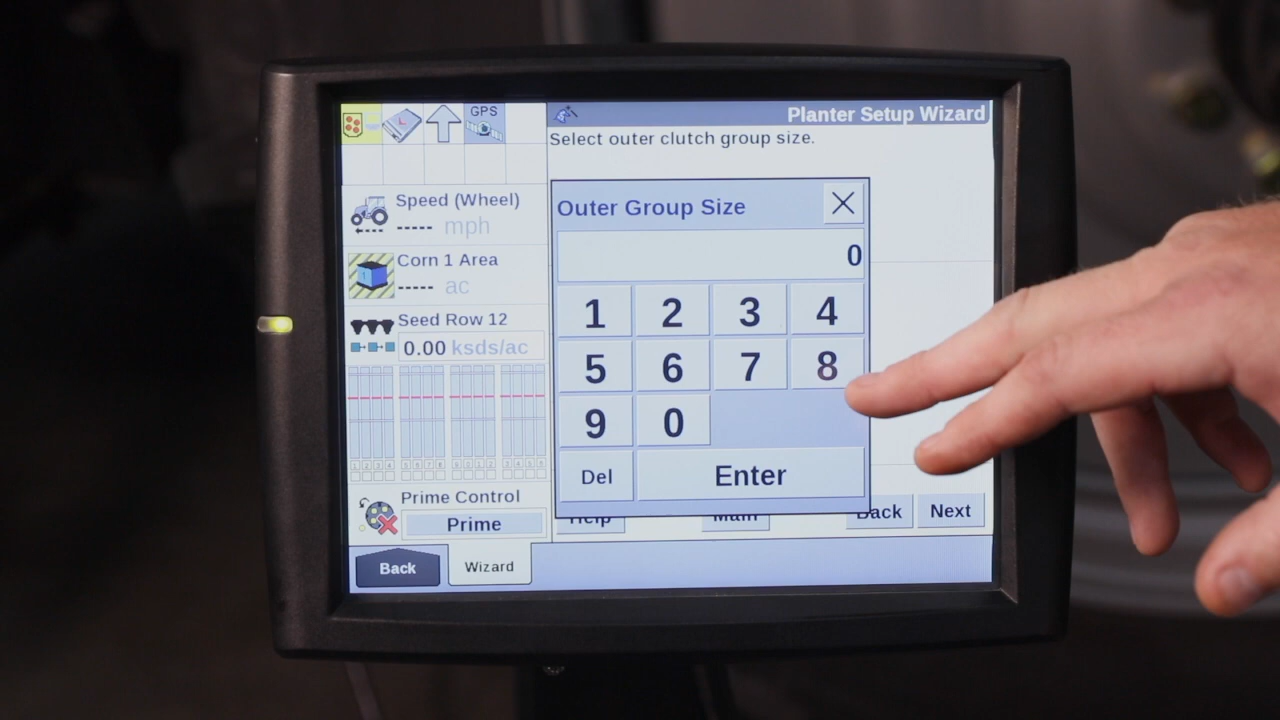 GPS
Planter Setup Wizard
Select outer clutch group size.
Speed (Wheel)
----- mph
Corn 1 Area
----- ac
Seed Row 12
0.00 ksds/ac
Prime Control
Prime
Outer Group Size
0
1 2 3 4
5 6 7 8
9 0
Del Enter
Help Main Back Next
Back Wizard